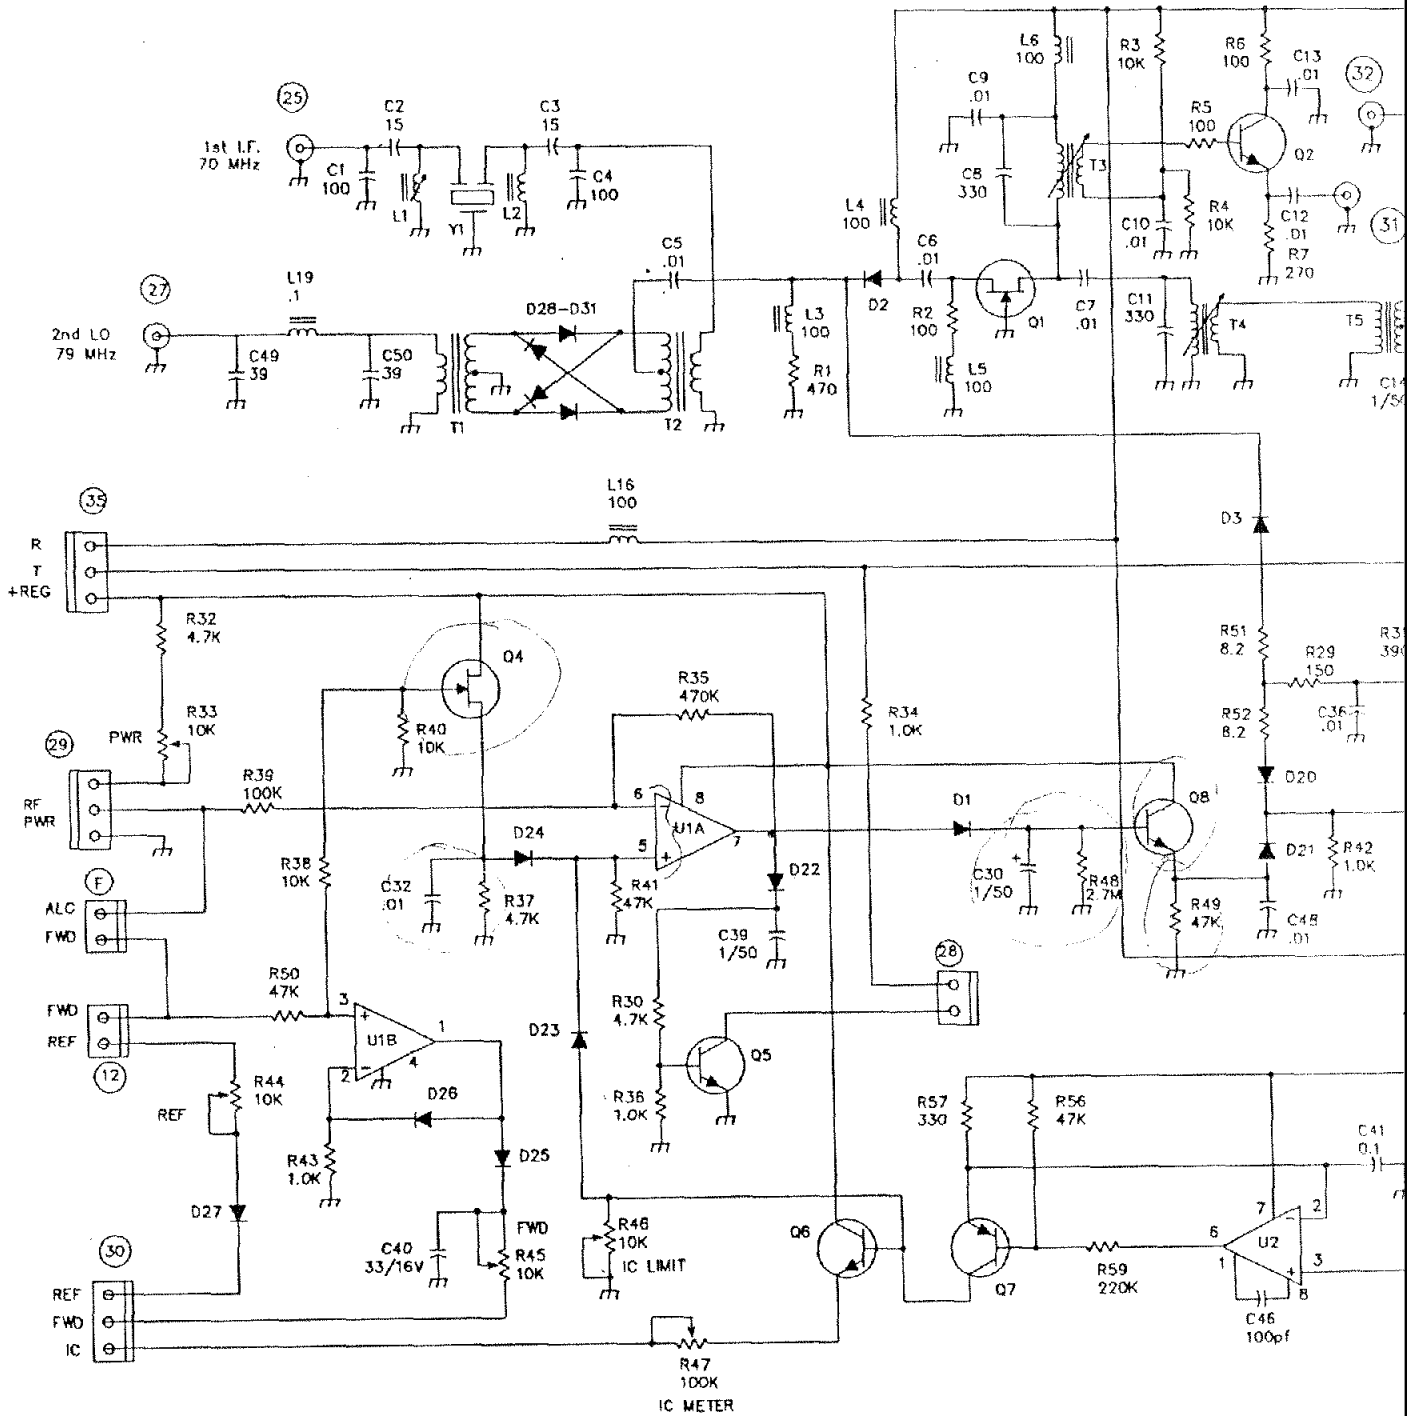 L6
100
R3
10K
R6
100
C13
.01
32
25
C2
15
C3
15
C9
.01
R5
100
Q2
1st I.F.
70 MHz
C1
100
L1
Y1
L2
C4
100
C8
330
T3
L4
100
R4
10K
C10
.01
C12
.01
R7
270
31
C5
.01
C6
.01
D2
27
L19
.1
2nd LO
79 MHz
C49
39
C50
39
D28-D31
T1
T2
L3
100
R1
470
R2
100
L5
100
Q1
C7
.01
C11
330
T4
T5
C14
1/50
35
L16
100
D3
R
T
+REG
R32
4.7K
Q4
R51
8.2
R29
150
R33
10K
PWR
R40
10K
R35
470K
R34
1.0K
R52
8.2
C36
.01
29
RF
PWR
R39
100K
6
8
U1A
5
7
D1
Q8
D20
D24
D22
D21
R42
1.0K
R38
10K
C32
.01
R37
4.7K
R41
47K
C39
1/50
C30
1/50
+
R48
2.7M
R49
47K
C48
.01
F
ALC
FWD
28
R50
47K
FWD
REF
12
3
+
U1B
1
2
4
D23
R30
4.7K
Q5
R44
10K
REF
D26
R36
1.0K
R57
330
R56
47K
C41
0.1
R43
1.0K
D25
D27
7
2
FWD
R46
10K
Q6
6
U2
3
+
1
8
30
C40
33/16V
R45
10K
IC LIMIT
Q7
R59
220K
C46
100pf
REF
FWD
IC
R47
100K
IC METER